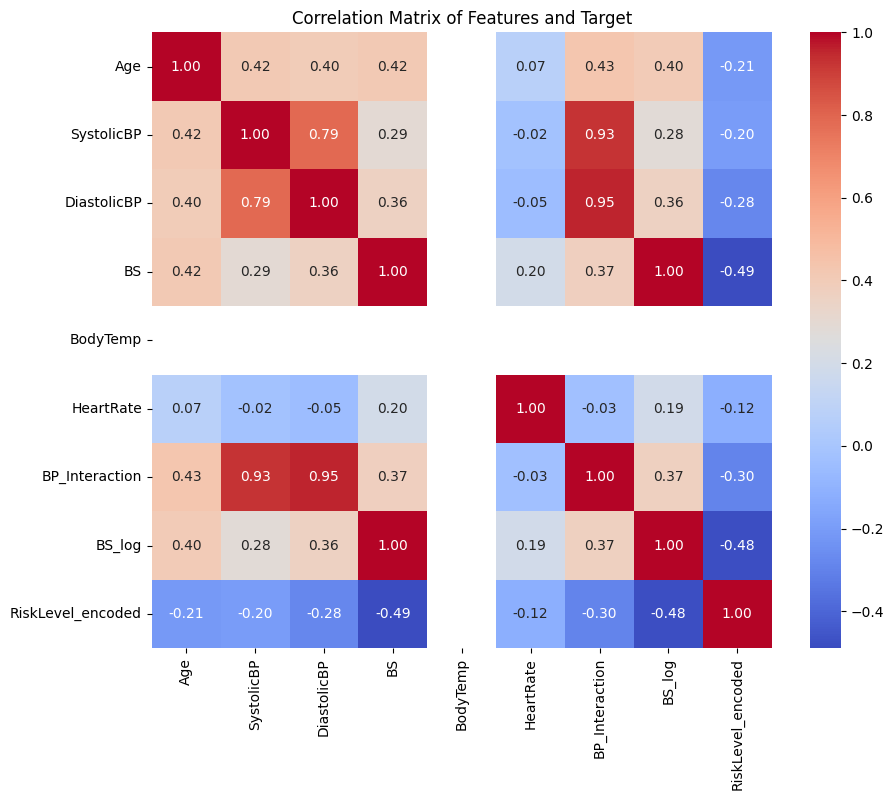 Correlation Matrix of Features and Target
Age 1.00 0.42 0.40 0.42 0.07 0.43 0.40 -0.21
SystolicBP 0.42 1.00 0.79 0.29 -0.02 0.93 0.28 -0.20
DiastolicBP 0.40 0.79 1.00 0.36 -0.05 0.95 0.36 -0.28
BS 0.42 0.29 0.36 1.00 0.20 0.37 1.00 -0.49
BodyTemp
HeartRate 0.07 -0.02 -0.05 0.20 1.00 -0.03 0.19 -0.12
BP_Interaction 0.43 0.93 0.95 0.37 -0.03 1.00 0.37 -0.30
BS_log 0.40 0.28 0.36 1.00 0.19 0.37 1.00 -0.48
RiskLevel_encoded -0.21 -0.20 -0.28 -0.49 -0.12 -0.30 -0.48 1.00
Age
SystolicBP
DiastolicBP
BS
BodyTemp
HeartRate
BP_Interaction
BS_log
RiskLevel_encoded
1.0
0.8
0.6
0.4
0.2
0.0
-0.2
-0.4